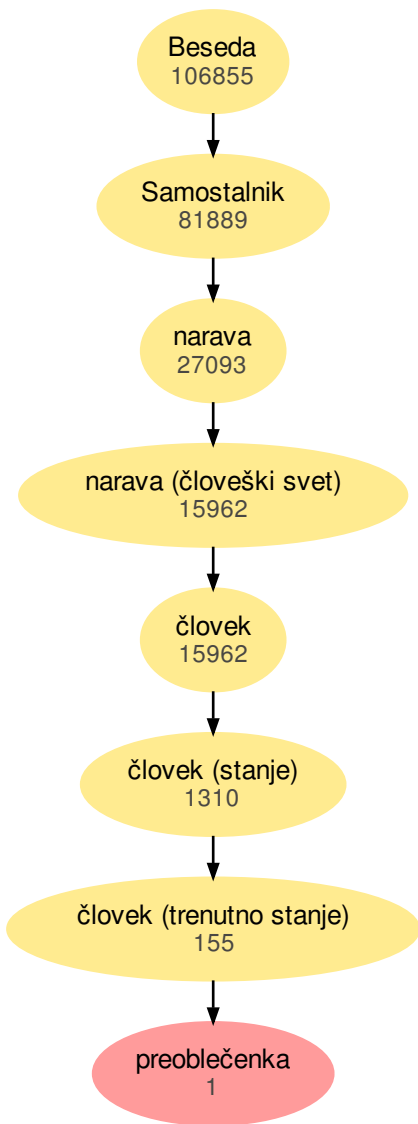 Beseda
106855
Samostalnik
81889
narava
27093
narava (človeški svet)
15962
človek
15962
človek (stanje)
1310
človek (trenutno stanje)
155
preoblečenka
1